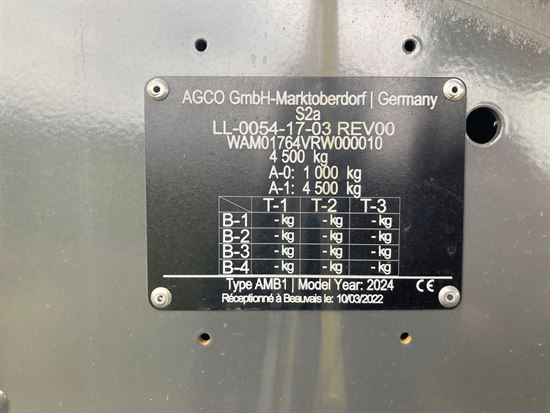 AGCO GmbH-Marktoberdorf | Germany
S2a
LL-0054-17-03 REV00
WAM01764VRW000010
4 500 kg
A-0: 1 000 kg
A-1: 4 500 kg
T-1 T-2 T-3
B-1 - kg - kg - kg
B-2 - kg - kg - kg
B-3 - kg - kg - kg
B-4 - kg - kg - kg
Type AMB1 | Model Year: 2024 CE
Réceptionné à Beauvais le: 10/03/2022